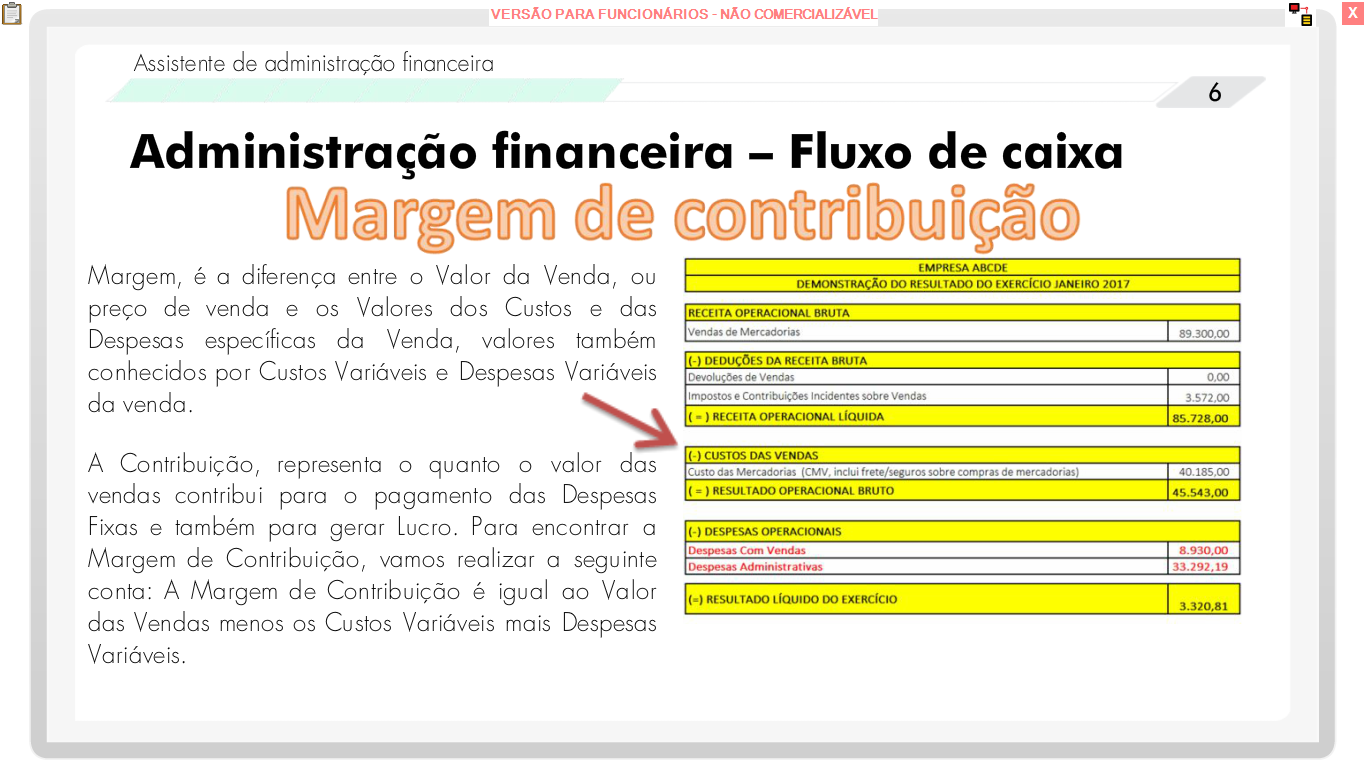 VERSÃO PARA FUNCIONÁRIOS - NÃO COMERCIALIZÁVEL
X
Assistente de administração financeira
6
Administração financeira – Fluxo de caixa
Margem de contribuição
Margem, é a diferença entre o Valor da Venda, ou
preço de venda e os Valores dos Custos e das
Despesas específicas da Venda, valores também
conhecidos por Custos Variáveis e Despesas Variáveis
da venda.
A Contribuição, representa o quanto o valor das
vendas contribui para o pagamento das Despesas
Fixas e também para gerar Lucro. Para encontrar a
Margem de Contribuição, vamos realizar a seguinte
conta: A Margem de Contribuição é igual ao Valor
das Vendas menos os Custos Variáveis mais Despesas
Variáveis.
EMPRESA ABCDE
DEMONSTRAÇÃO DO RESULTADO DO EXERCÍCIO JANEIRO 2017
RECEITA OPERACIONAL BRUTA
Vendas de Mercadorias 89.300,00
(-) DEDUÇÕES DA RECEITA BRUTA
Devoluções de Vendas 0,00
Impostos e Contribuições Incidentes sobre Vendas 3.572,00
( = ) RECEITA OPERACIONAL LÍQUIDA 85.728,00
(-) CUSTOS DAS VENDAS
Custo das Mercadorias (CMV, inclui frete/seguros sobre compras de mercadorias) 40.185,00
( = ) RESULTADO OPERACIONAL BRUTO 45.543,00
(-) DESPESAS OPERACIONAIS
Despesas Com Vendas 8.930,00
Despesas Administrativas 33.292,19
(=) RESULTADO LÍQUIDO DO EXERCÍCIO 3.320,81